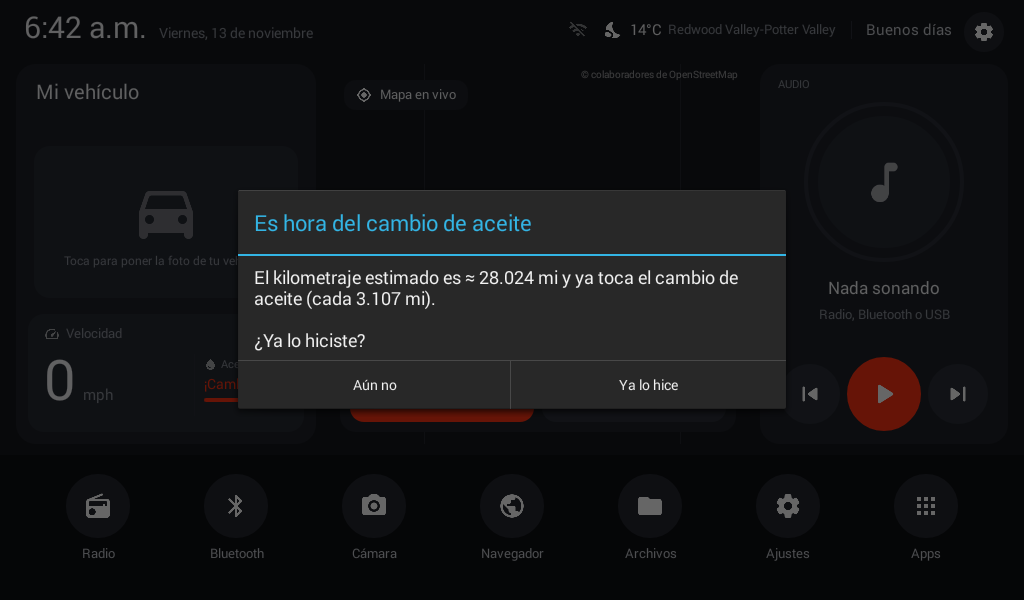 6:42 a.m. Viernes, 13 de noviembre
14°C Redwood Valley-Potter Valley Buenos días
Mi vehículo
Mapa en vivo
© colaboradores de OpenStreetMap
AUDIO
Toca para poner la foto de tu
Es hora del cambio de aceite
El kilometraje estimado es ≈ 28.024 mi y ya toca el cambio de
aceite (cada 3.107 mi).
¿Ya lo hiciste?
Aún no
Ya lo hice
Velocidad
0 mph
Nada sonando
Radio, Bluetooth o USB
Radio
Bluetooth
Cámara
Navegador
Archivos
Ajustes
Apps